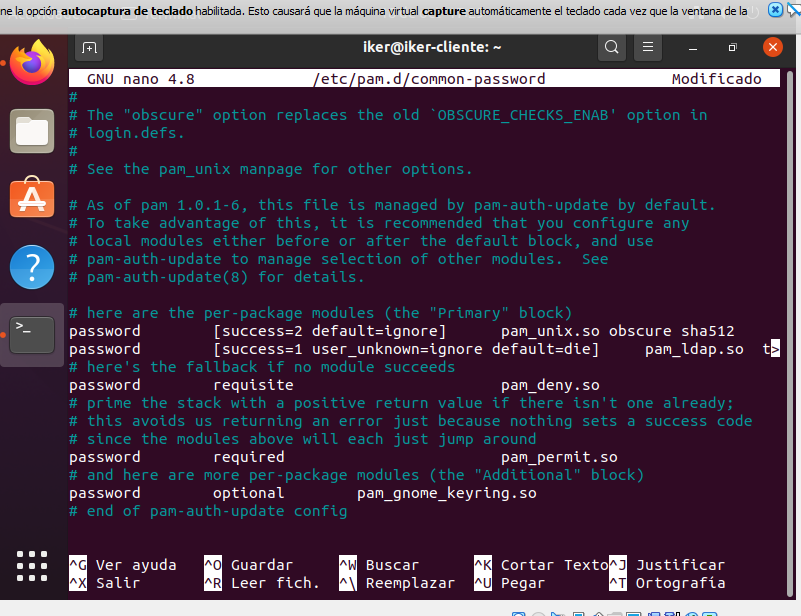 ne la opción autocaptura de teclado habilitada. Esto causará que la máquina virtual capture automáticamente el teclado cada vez que la ventana de la
iker@iker-cliente: ~
GNU nano 4.8 /etc/pam.d/common-password Modificado
#
# The "obscure" option replaces the old `OBSCURE_CHECKS_ENAB' option in
# login.defs.
#
# See the pam_unix manpage for other options.
# As of pam 1.0.1-6, this file is managed by pam-auth-update by default.
# To take advantage of this, it is recommended that you configure any
# local modules either before or after the default block, and use
# pam-auth-update to manage selection of other modules.  See
# pam-auth-update(8) for details.
# here are the per-package modules (the "Primary" block)
password [success=2 default=ignore] pam_unix.so obscure sha512
password [success=1 user_unknown=ignore default=die] pam_ldap.so t>
# here's the fallback if no module succeeds
password requisite pam_deny.so
# prime the stack with a positive return value if there isn't one already;
# this avoids us returning an error just because nothing sets a success code
# since the modules above will each just jump around
password required pam_permit.so
# and here are more per-package modules (the "Additional" block)
password optional pam_gnome_keyring.so
# end of pam-auth-update config
^G Ver ayuda ^O Guardar ^W Buscar ^K Cortar Texto ^J Justificar
^X Salir ^R Leer fich. ^\ Reemplazar ^U Pegar ^T Ortografía